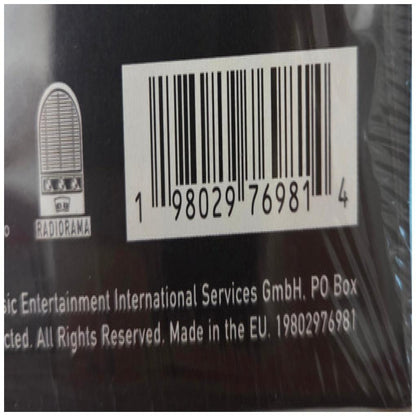 1 98029 76981 4
o
RADIORAMA
sic Entertainment International Services GmbH, PO Box
cted. All Rights Reserved. Made in the EU. 19802976981